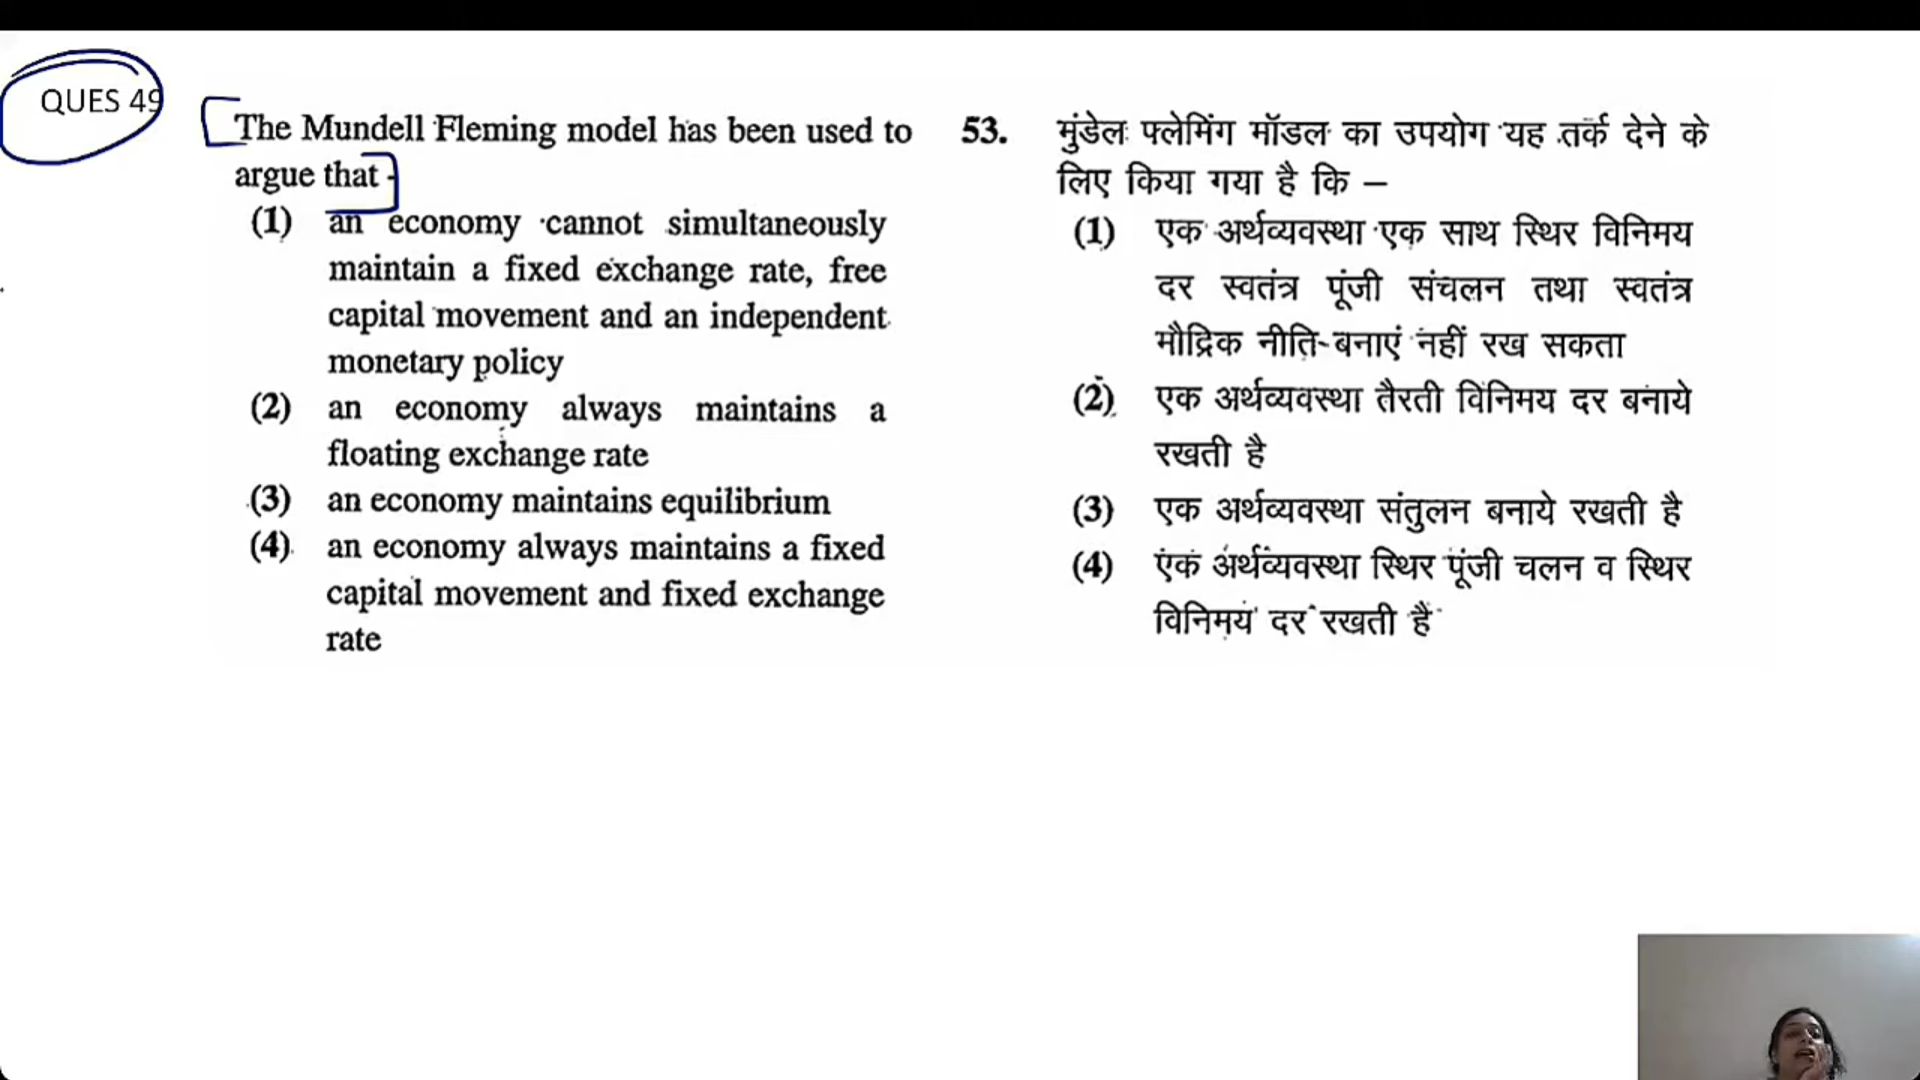 QUES 49
The Mundell Fleming model has been used to
argue that -
(1) an economy cannot simultaneously
maintain a fixed exchange rate, free
capital movement and an independent
monetary policy
(2) an economy always maintains a
floating exchange rate
(3) an economy maintains equilibrium
(4) an economy always maintains a fixed
capital movement and fixed exchange
rate
53. मुंडेल फ्लेमिंग मॉडल का उपयोग यह तर्क देने के
लिए किया गया है कि –
(1) एक अर्थव्यवस्था एक साथ स्थिर विनिमय
दर स्वतंत्र पूंजी संचलन तथा स्वतंत्र
मौद्रिक नीति-बनाएं नहीं रख सकता
(2) एक अर्थव्यवस्था तैरती विनिमय दर बनाये
रखती है
(3) एक अर्थव्यवस्था संतुलन बनाये रखती है
(4) एक अर्थव्यवस्था स्थिर पूंजी चलन व स्थिर
विनिमय दर रखती है